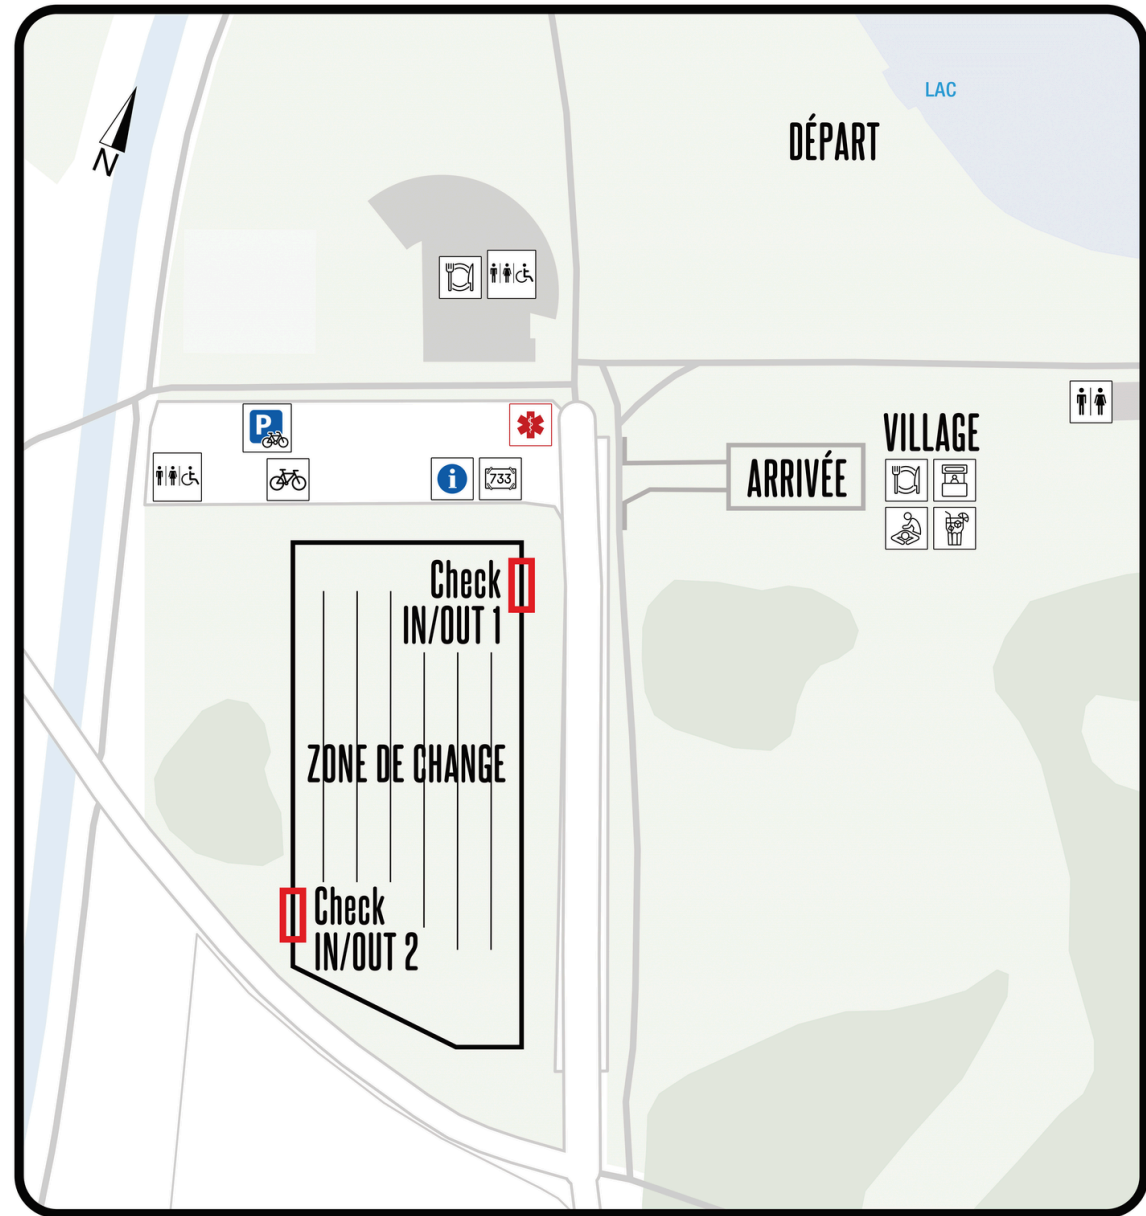 LAC
DÉPART
N
P
i
733
VILLAGE
ARRIVÉE
Check
IN/OUT 1
ZONE DE CHANGE
Check
IN/OUT 2